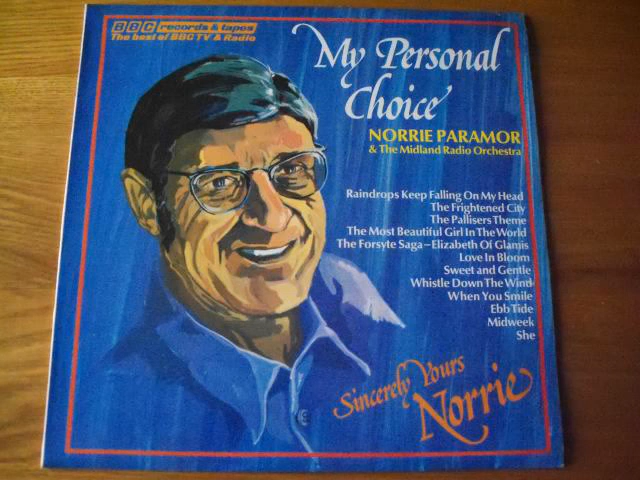 BBC records & tapes
The best of BBC TV & Radio
My Personal
Choice
NORRIE PARAMOR
& The Midland Radio Orchestra
Raindrops Keep Falling On My Head
The Frightened City
The Pallisers Theme
The Most Beautiful Girl In The World
The Forsyte Saga–Elizabeth Of Glamis
Love In Bloom
Sweet and Gentle
Whistle Down The Wind
When You Smile
Ebb Tide
Midweek
She
Sincerely Yours
Norrie